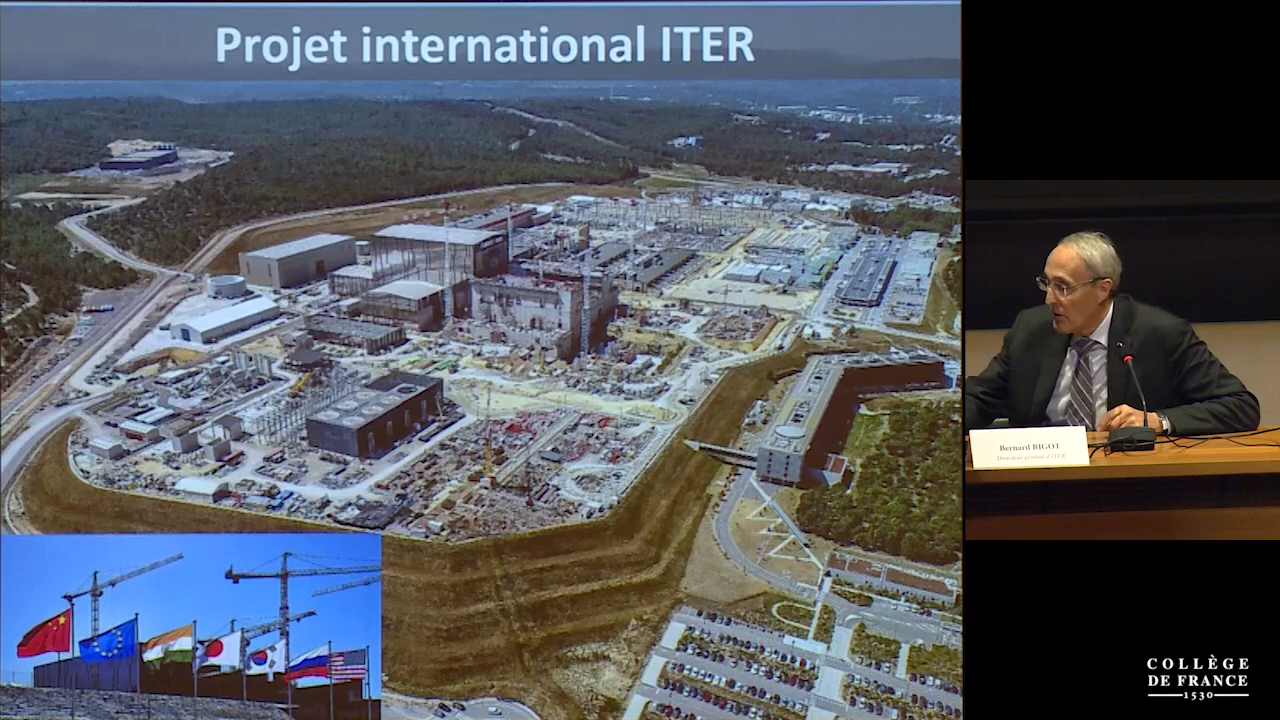 Projet international ITER
Bernard BIGOT
Directeur général d'ITER
COLLÈGE
DE FRANCE
1530